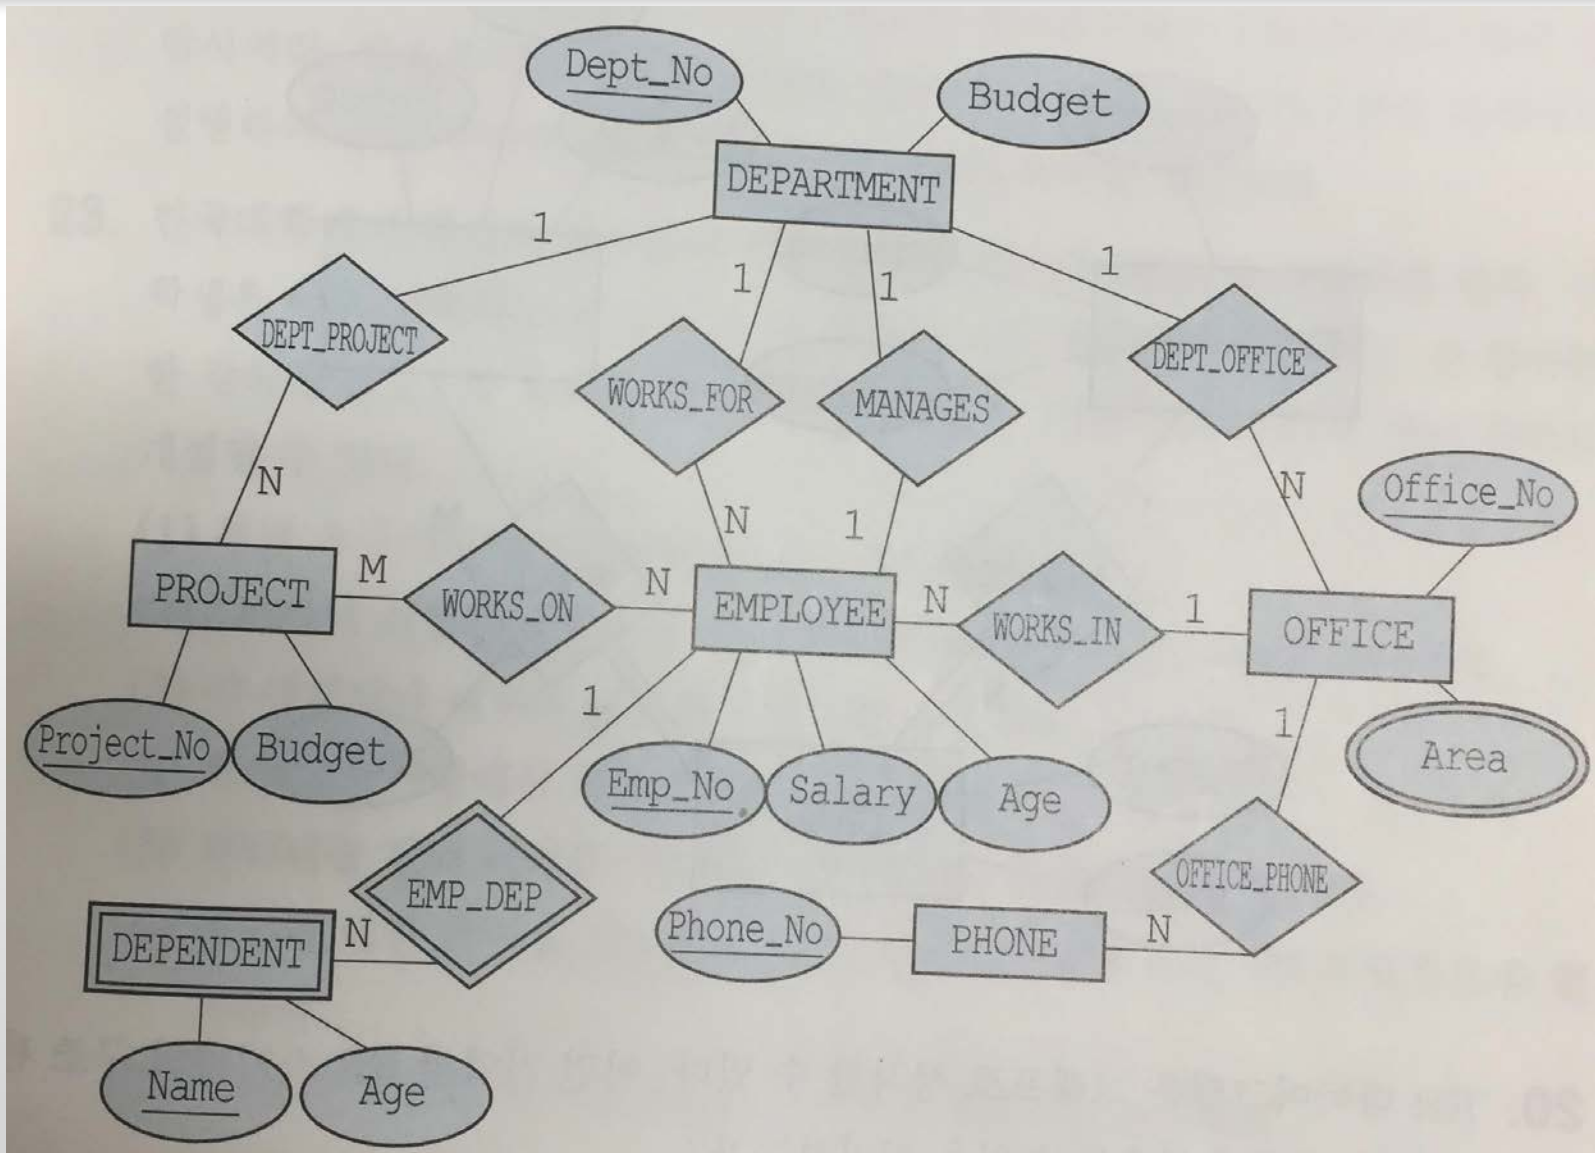 Dept_No
Budget
DEPARTMENT
1
1
1
1
DEPT_PROJECT
WORKS_FOR
MANAGES
DEPT_OFFICE
N
N
1
N
Office_No
PROJECT
M
WORKS_ON
N
EMPLOYEE
N
WORKS_IN
1
OFFICE
Project_No
Budget
1
Emp_No
Salary
Age
1
Area
EMP_DEP
OFFICE_PHONE
DEPENDENT
N
Phone_No
PHONE
N
Name
Age